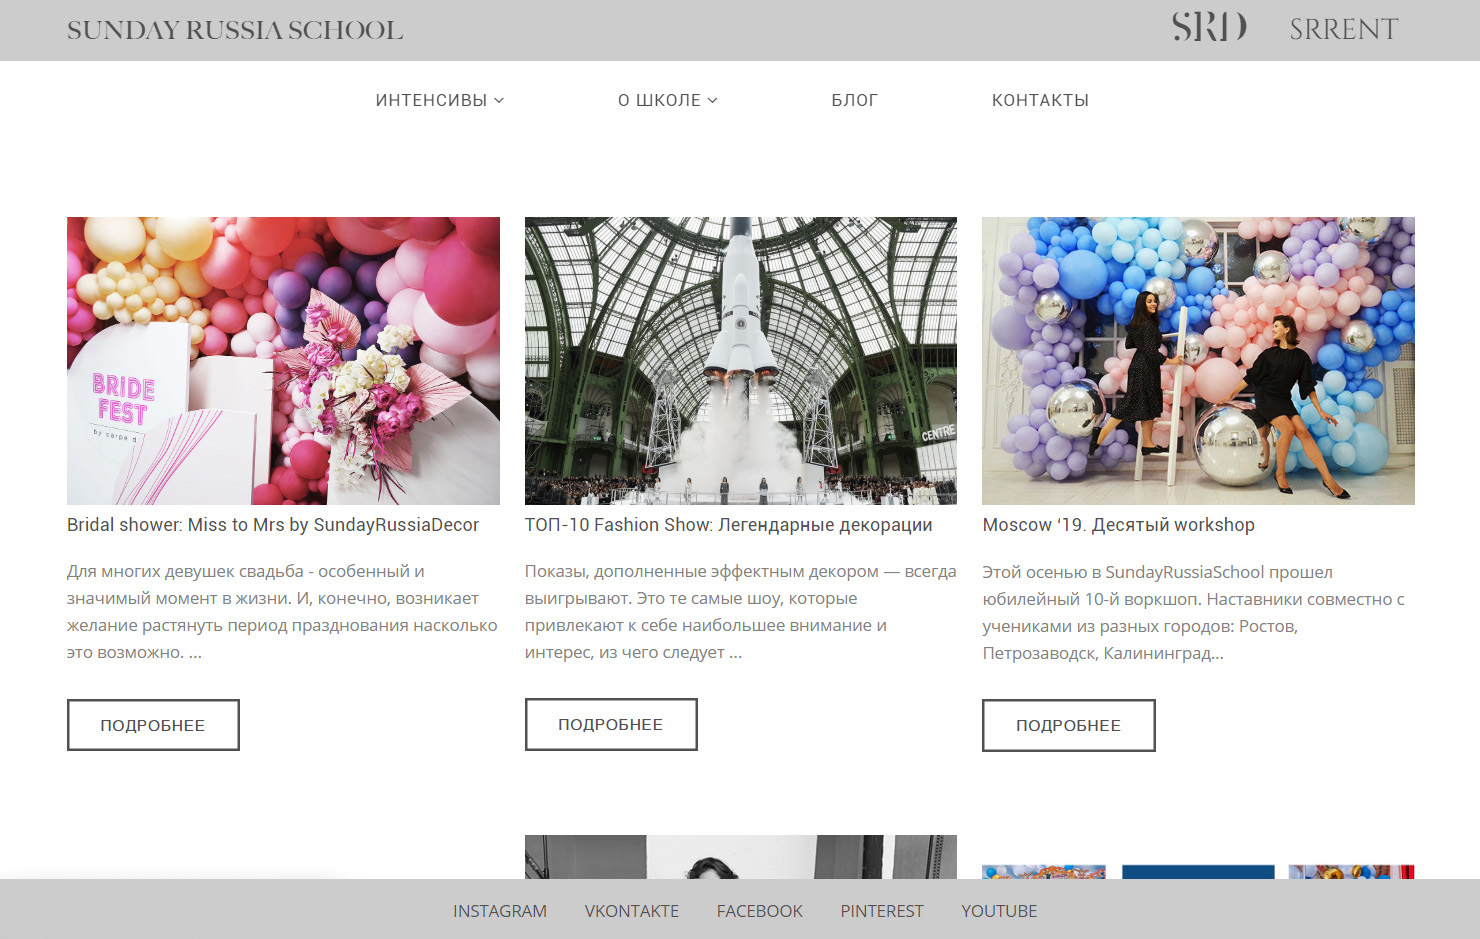 SUNDAY RUSSIA SCHOOL
SRD
SRRENT
ИНТЕНСИВЫ
О ШКОЛЕ
БЛОГ
КОНТАКТЫ
BRIDE
FEST
by carpe d
CENTRE
Bridal shower: Miss to Mrs by SundayRussiaDecor
Для многих девушек свадьба - особенный и
значимый момент в жизни. И, конечно, возникает
желание растянуть период празднования насколько
это возможно. ...
ПОДРОБНЕЕ
ТОП-10 Fashion Show: Легендарные декорации
Показы, дополненные эффектным декором — всегда
выигрывают. Это те самые шоу, которые
привлекают к себе наибольшее внимание и
интерес, из чего следует ...
ПОДРОБНЕЕ
Moscow ‘19. Десятый workshop
Этой осенью в SundayRussiaSchool прошел
юбилейный 10-й воркшоп. Наставники совместно с
учениками из разных городов: Ростов,
Петрозаводск, Калининград...
ПОДРОБНЕЕ
INSTAGRAM
VKONTAKTE
FACEBOOK
PINTEREST
YOUTUBE